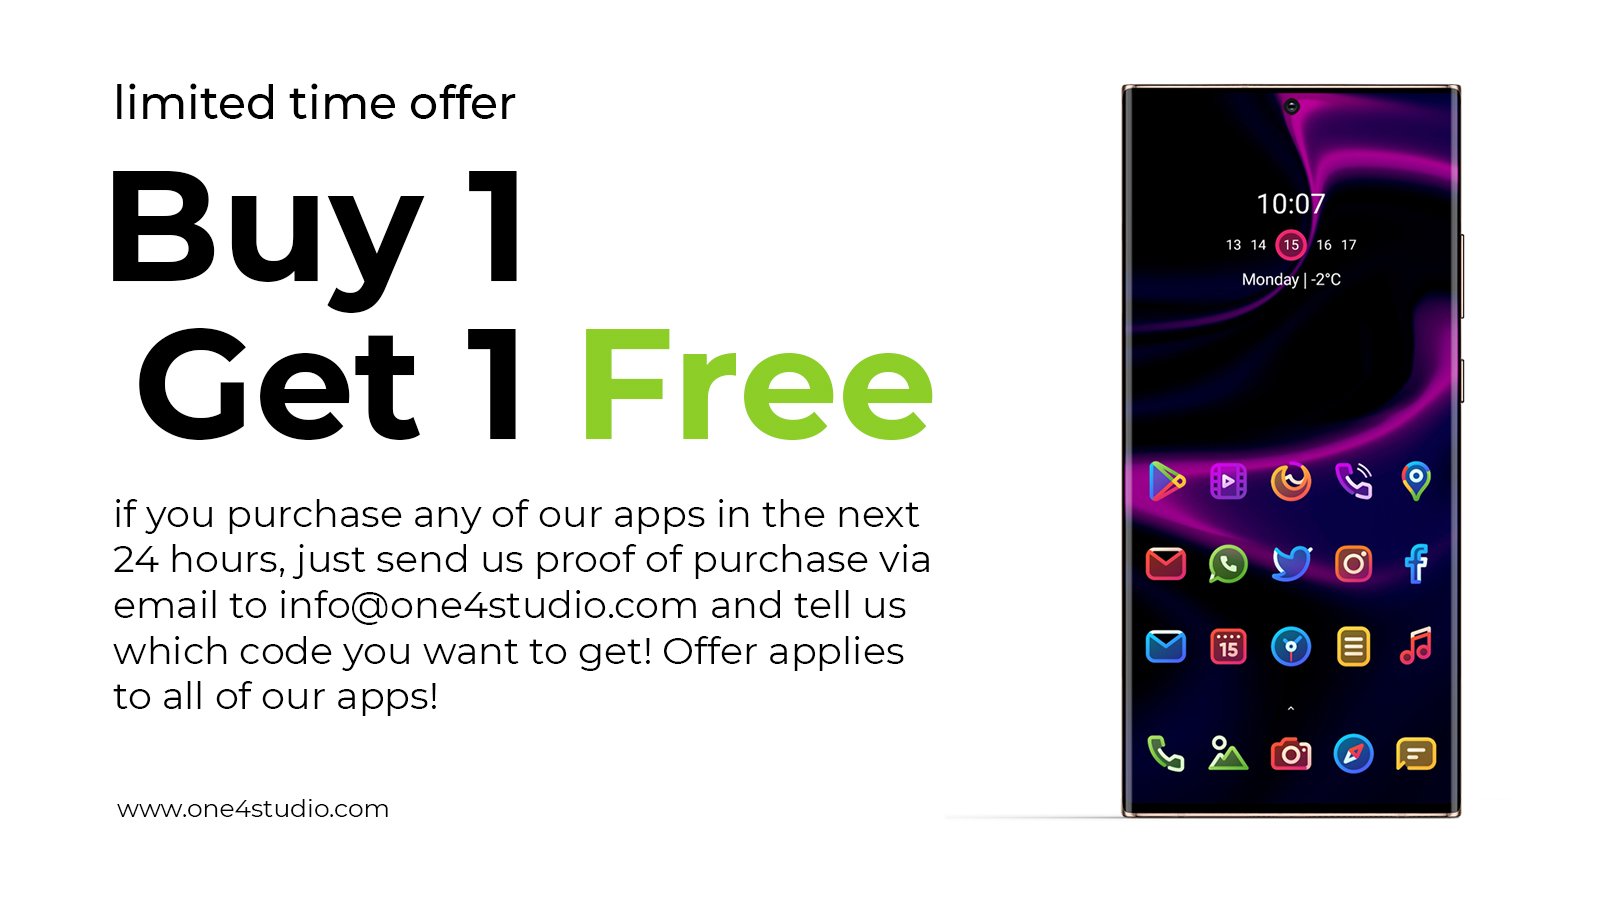 limited time offer
Buy 1
Get 1 Free
if you purchase any of our apps in the next
24 hours, just send us proof of purchase via
email to info@one4studio.com and tell us
which code you want to get! Offer applies
to all of our apps!
www.one4studio.com
10:07
13 14 15 16 17
Monday | -2°C
15